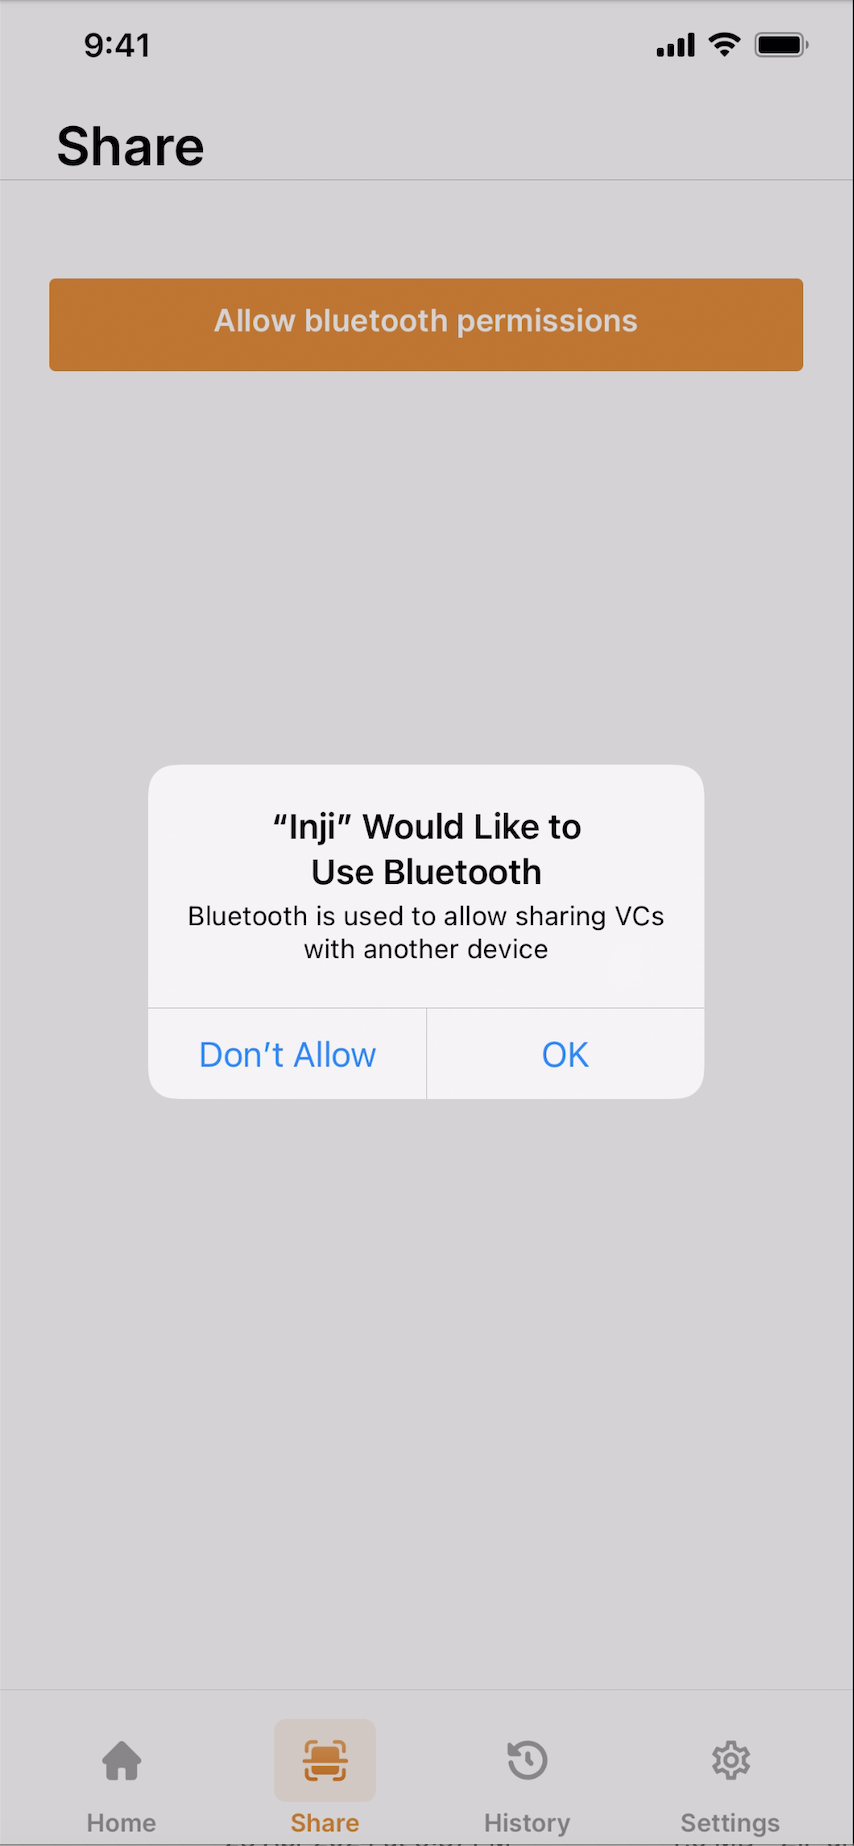 9:41
Share
Allow bluetooth permissions
“Inji” Would Like to
Use Bluetooth
Bluetooth is used to allow sharing VCs
with another device
Don’t Allow
OK
Home
Share
History
Settings